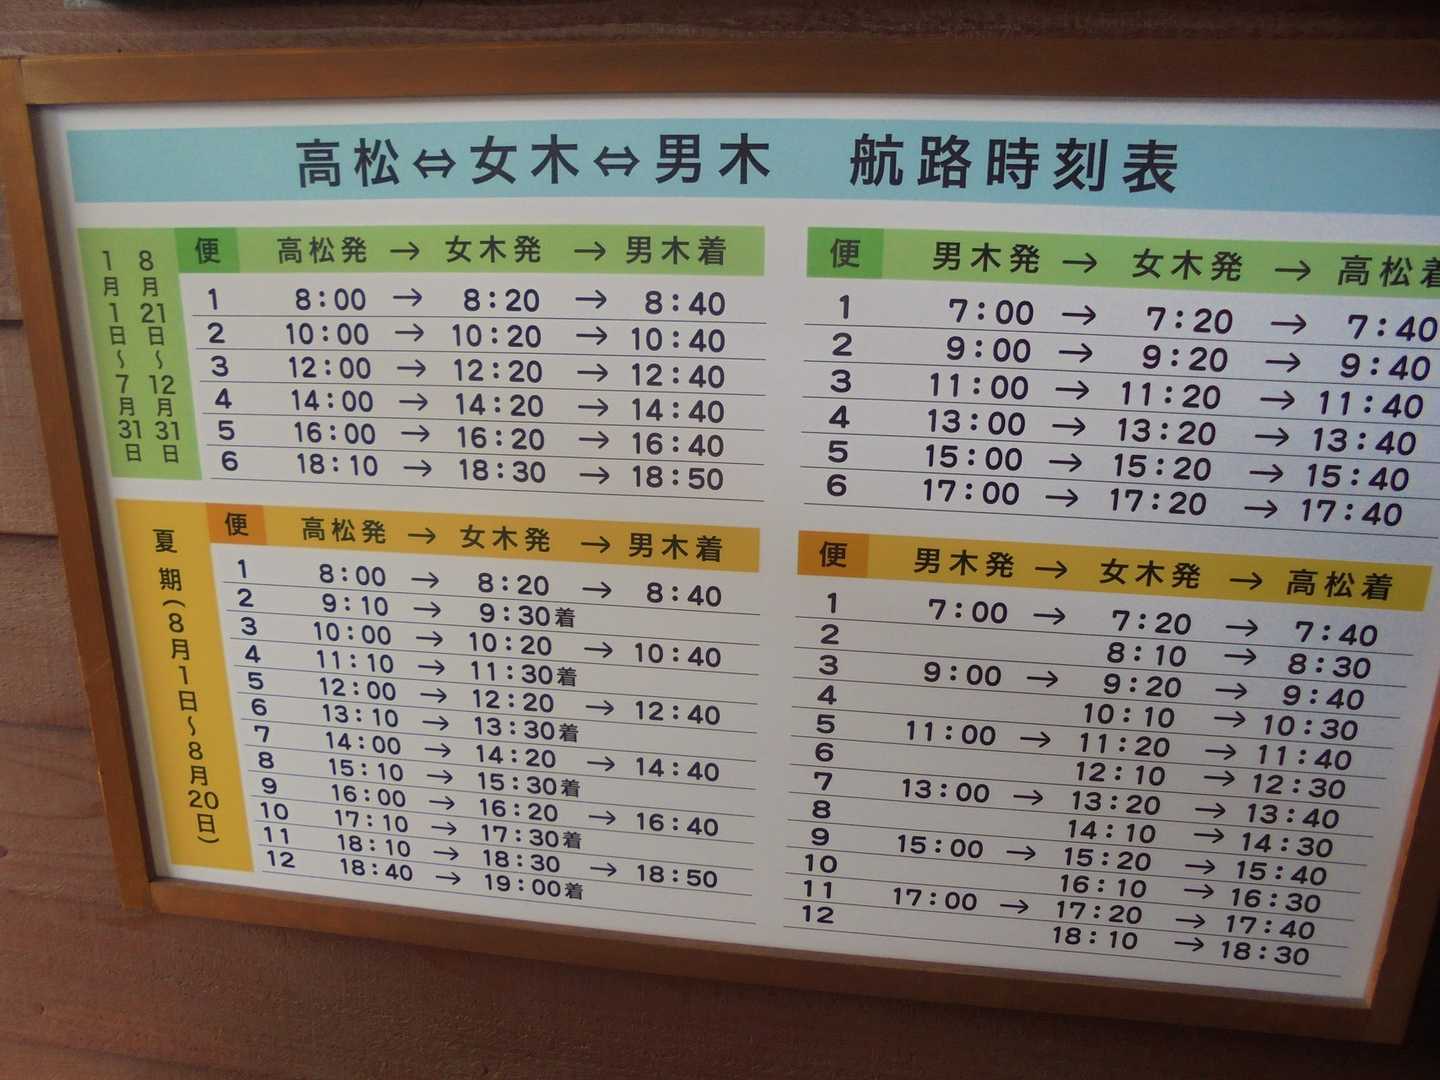 高松⇔女木⇔男木 航路時刻表
1月1日～7月31日
8月21日～12月31日
便 高松発 → 女木発 → 男木着
1 8:00 → 8:20 → 8:40
2 10:00 → 10:20 → 10:40
3 12:00 → 12:20 → 12:40
4 14:00 → 14:20 → 14:40
5 16:00 → 16:20 → 16:40
6 18:10 → 18:30 → 18:50
便 男木発 → 女木発 → 高松着
1 7:00 → 7:20 → 7:40
2 9:00 → 9:20 → 9:40
3 11:00 → 11:20 → 11:40
4 13:00 → 13:20 → 13:40
5 15:00 → 15:20 → 15:40
6 17:00 → 17:20 → 17:40
夏期(8月1日～8月20日)
便 高松発 → 女木発 → 男木着
1 8:00 → 8:20 → 8:40
2 9:10 → 9:30着
3 10:00 → 10:20 → 10:40
4 11:10 → 11:30着
5 12:00 → 12:20 → 12:40
6 13:10 → 13:30着
7 14:00 → 14:20 → 14:40
8 15:10 → 15:30着
9 16:00 → 16:20 → 16:40
10 17:10 → 17:30着
11 18:10 → 18:30 → 18:50
12 18:40 → 19:00着
便 男木発 → 女木発 → 高松着
1 7:00 → 7:20 → 7:40
2 8:10 → 8:30
3 9:00 → 9:20 → 9:40
4 10:10 → 10:30
5 11:00 → 11:20 → 11:40
6 12:10 → 12:30
7 13:00 → 13:20 → 13:40
8 14:10 → 14:30
9 15:00 → 15:20 → 15:40
10 16:10 → 16:30
11 17:00 → 17:20 → 17:40
12 18:10 → 18:30